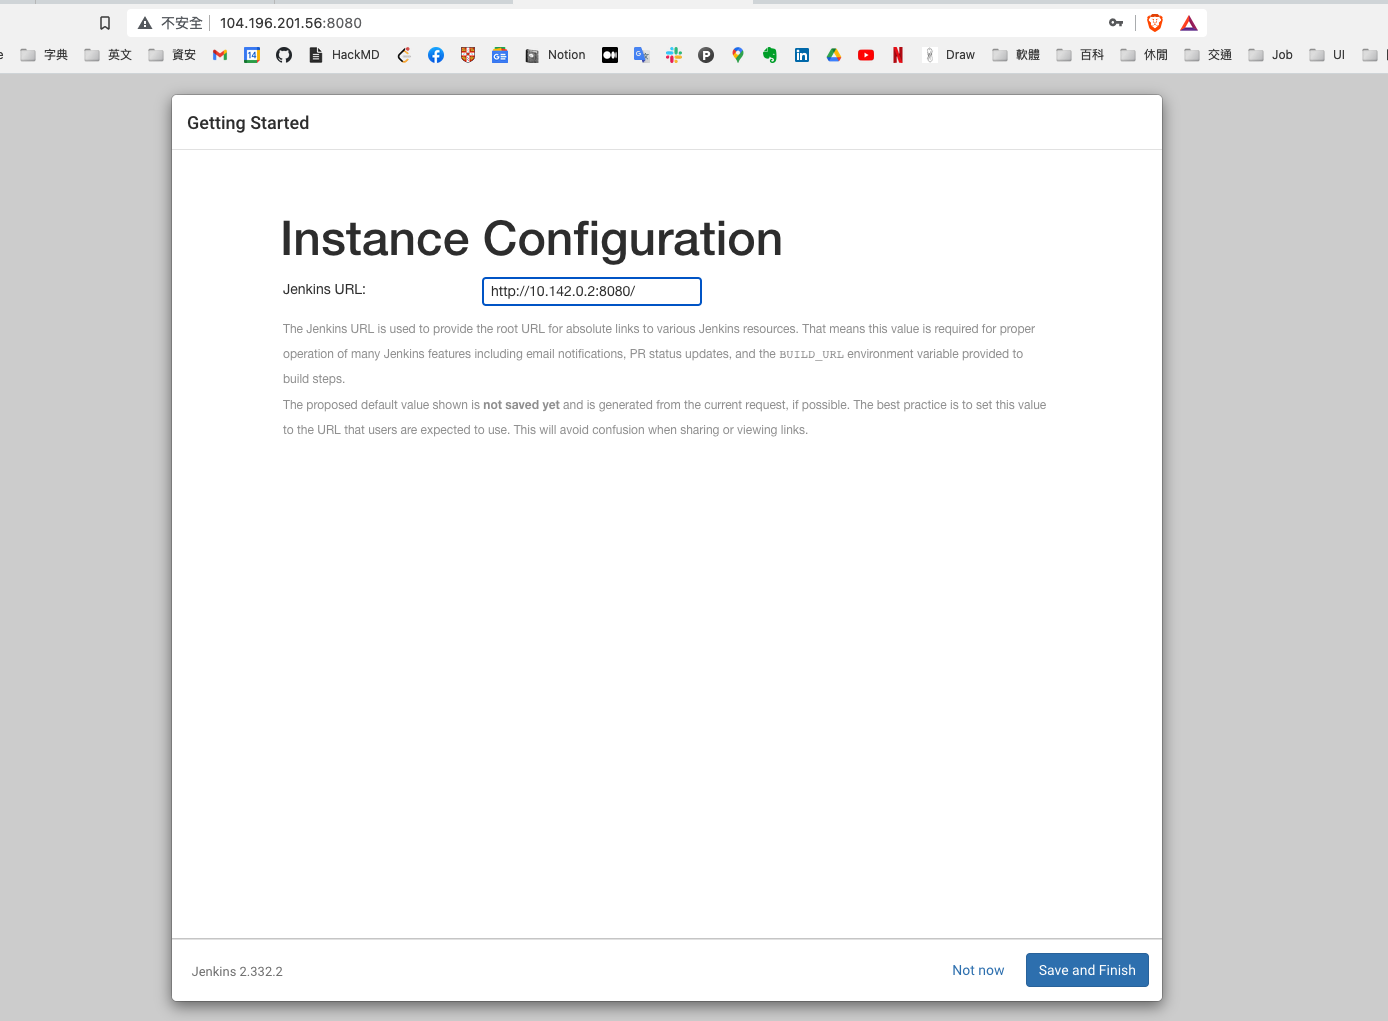 不安全 104.196.201.56:8080
字典 英文 資安 14 HackMD Notion Draw 軟體 百科 休閒 交通 Job UI
Getting Started
Instance Configuration
Jenkins URL: http://10.142.0.2:8080/
The Jenkins URL is used to provide the root URL for absolute links to various Jenkins resources. That means this value is required for proper
operation of many Jenkins features including email notifications, PR status updates, and the BUILD_URL environment variable provided to
build steps.
The proposed default value shown is not saved yet and is generated from the current request, if possible. The best practice is to set this value
to the URL that users are expected to use. This will avoid confusion when sharing or viewing links.
Jenkins 2.332.2 Not now Save and Finish